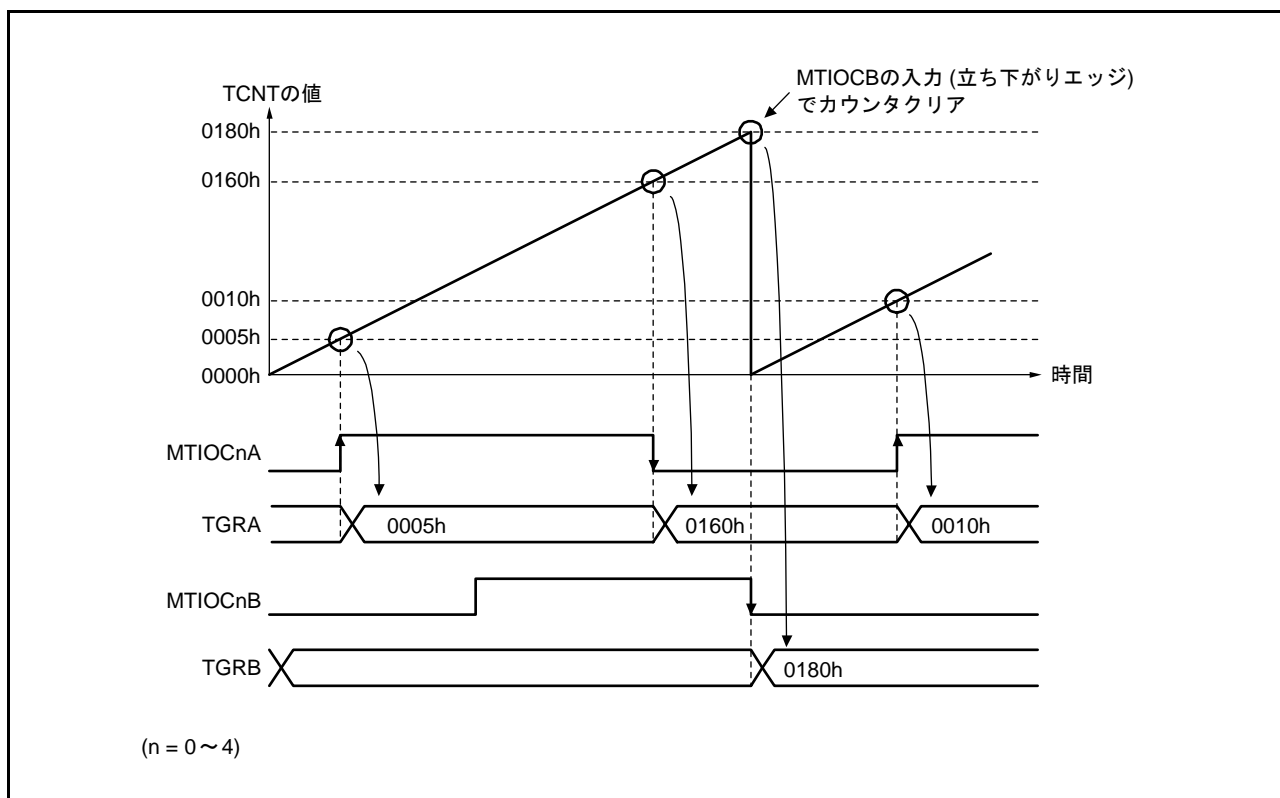 MTIOCBの入力 (立ち下がりエッジ)
でカウンタクリア
TCNTの値
0180h
0160h
0010h
0005h
0000h
時間
MTIOCnA
TGRA
0005h
0160h
0010h
MTIOCnB
TGRB
0180h
(n = 0～4)